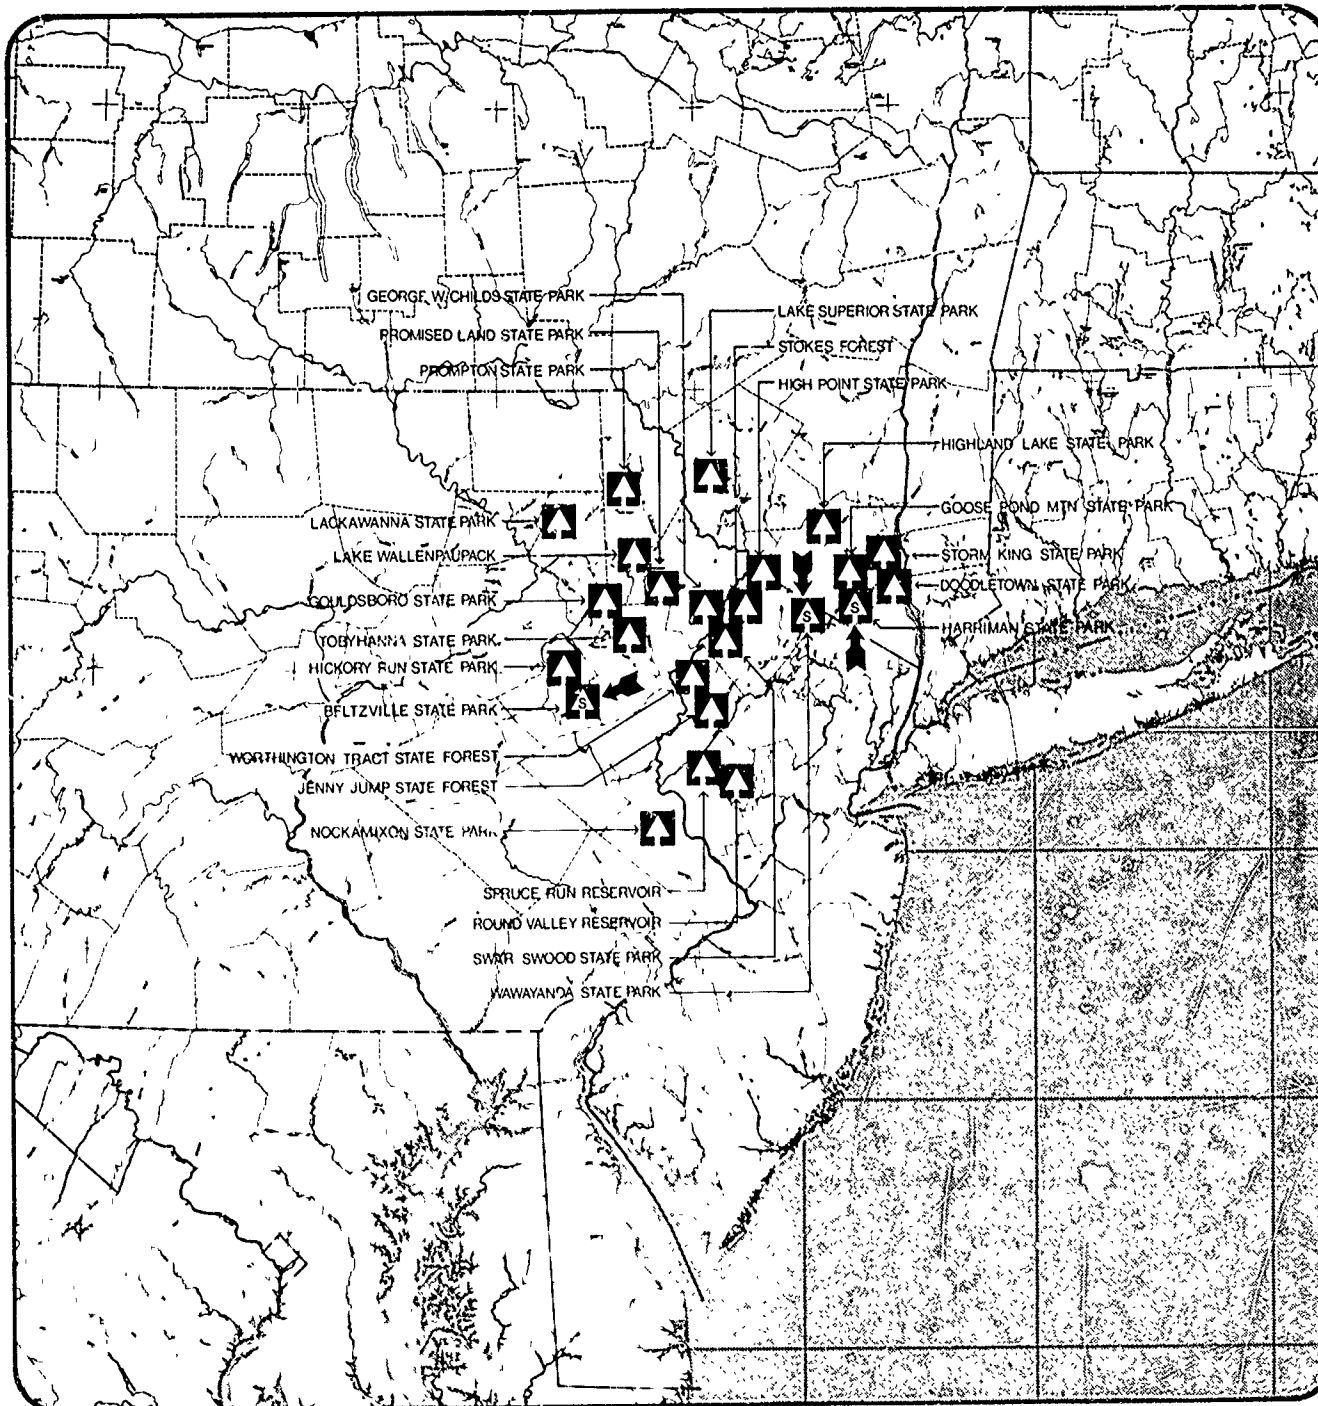 GEORGE W CHILDS STATE PARK
LAKE SUPERIOR STATE PARK
PROMISED LAND STATE PARK
STOKES FOREST
PROMPTON STATE PARK
HIGH POINT STATE PARK
HIGHLAND LAKE STATE PARK
GOOSE POND MTN STATE PARK
LACKAWANNA STATE PARK
LAKE WALLENPAUPACK
STORM KING STATE PARK
DOODLETOWN STATE PARK
GOULDSBORO STATE PARK
HARRIMAN STATE PARK
S
S
TOBYHANNA STATE PARK
HICKORY RUN STATE PARK
BELTZVILLE STATE PARK
S
WORTHINGTON TRACT STATE FOREST
JENNY JUMP STATE FOREST
NOCKAMIXON STATE PARK
SPRUCE RUN RESERVOIR
ROUND VALLEY RESERVOIR
SWAR SWOOD STATE PARK
WAWAYANDA STATE PARK